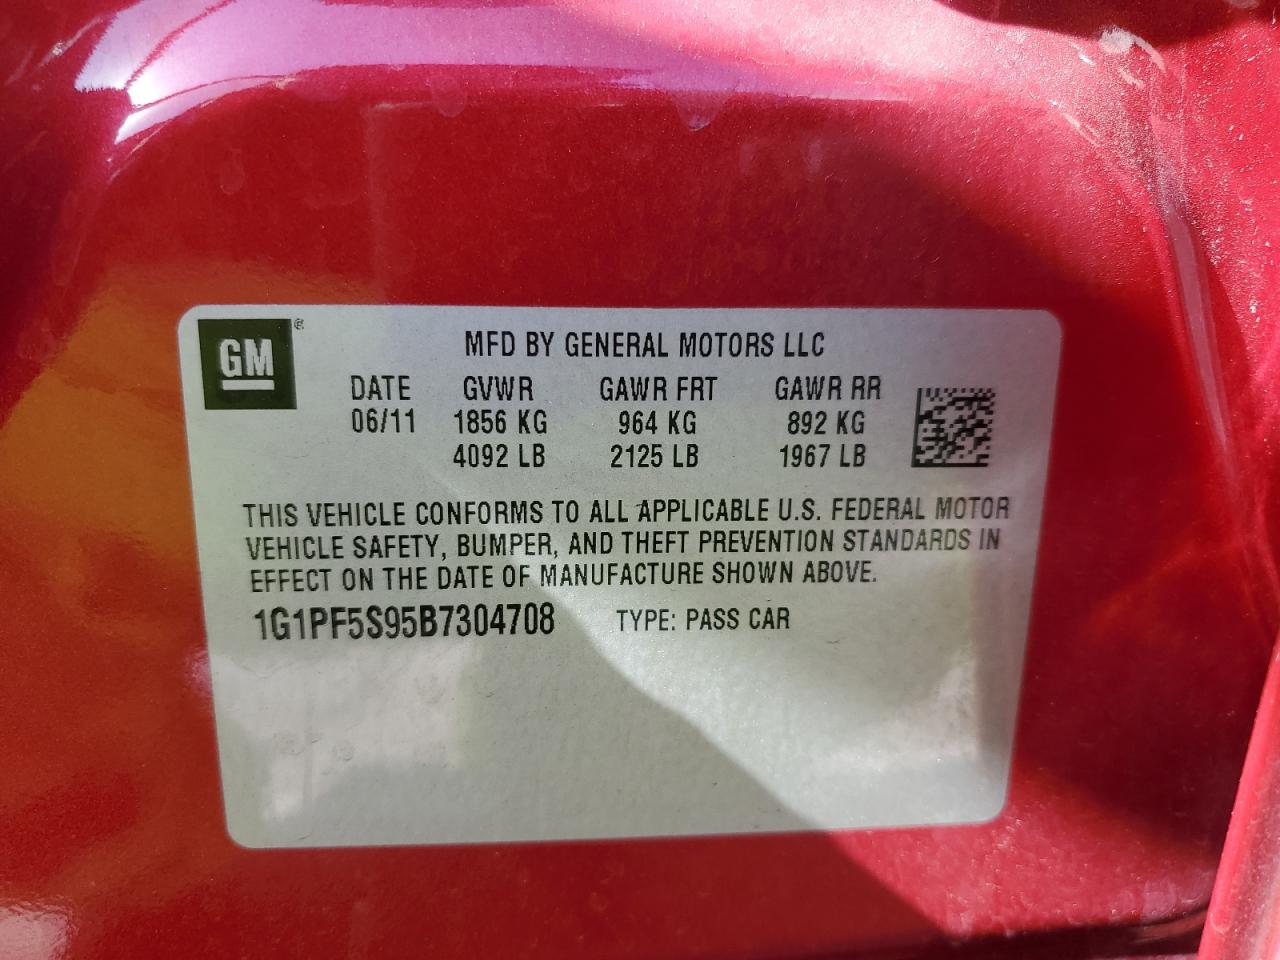 GM ©
MFD BY GENERAL MOTORS LLC
DATE GVWR GAWR FRT GAWR RR
06/11 1856 KG 964 KG 892 KG
4092 LB 2125 LB 1967 LB
THIS VEHICLE CONFORMS TO ALL APPLICABLE U.S. FEDERAL MOTOR
VEHICLE SAFETY, BUMPER, AND THEFT PREVENTION STANDARDS IN
EFFECT ON THE DATE OF MANUFACTURE SHOWN ABOVE.
1G1PF5S95B7304708 TYPE: PASS CAR